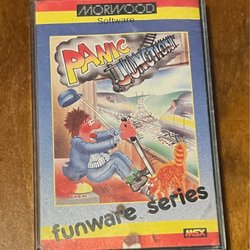 MORWOOD
Software
PANIC
JUNCTION!
funware series
MSX